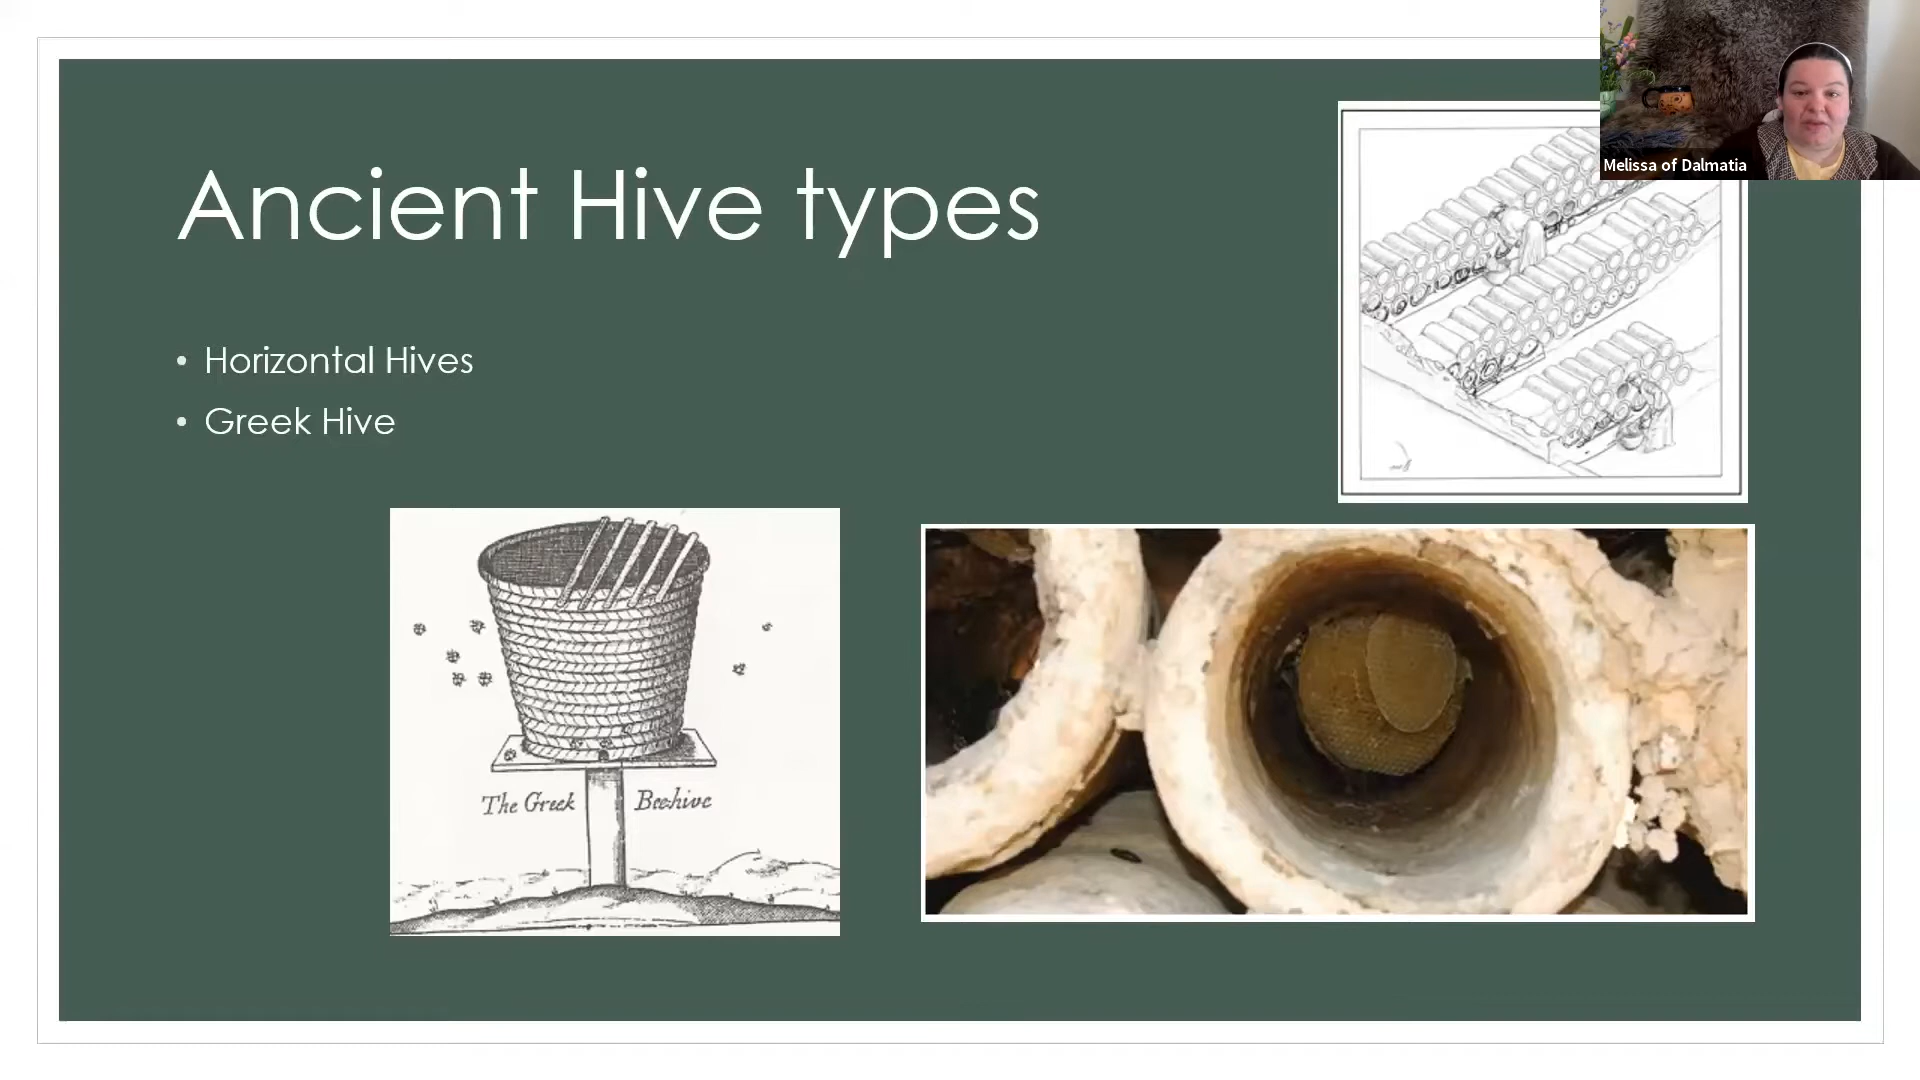 Ancient Hive types
Melissa of Dalmatia
• Horizontal Hives
• Greek Hive
The Greek Beehive